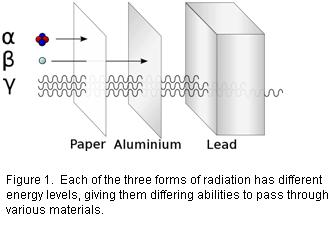 α
β
γ
Paper Aluminium Lead
Figure 1.  Each of the three forms of radiation has different
energy levels, giving them differing abilities to pass through
various materials.